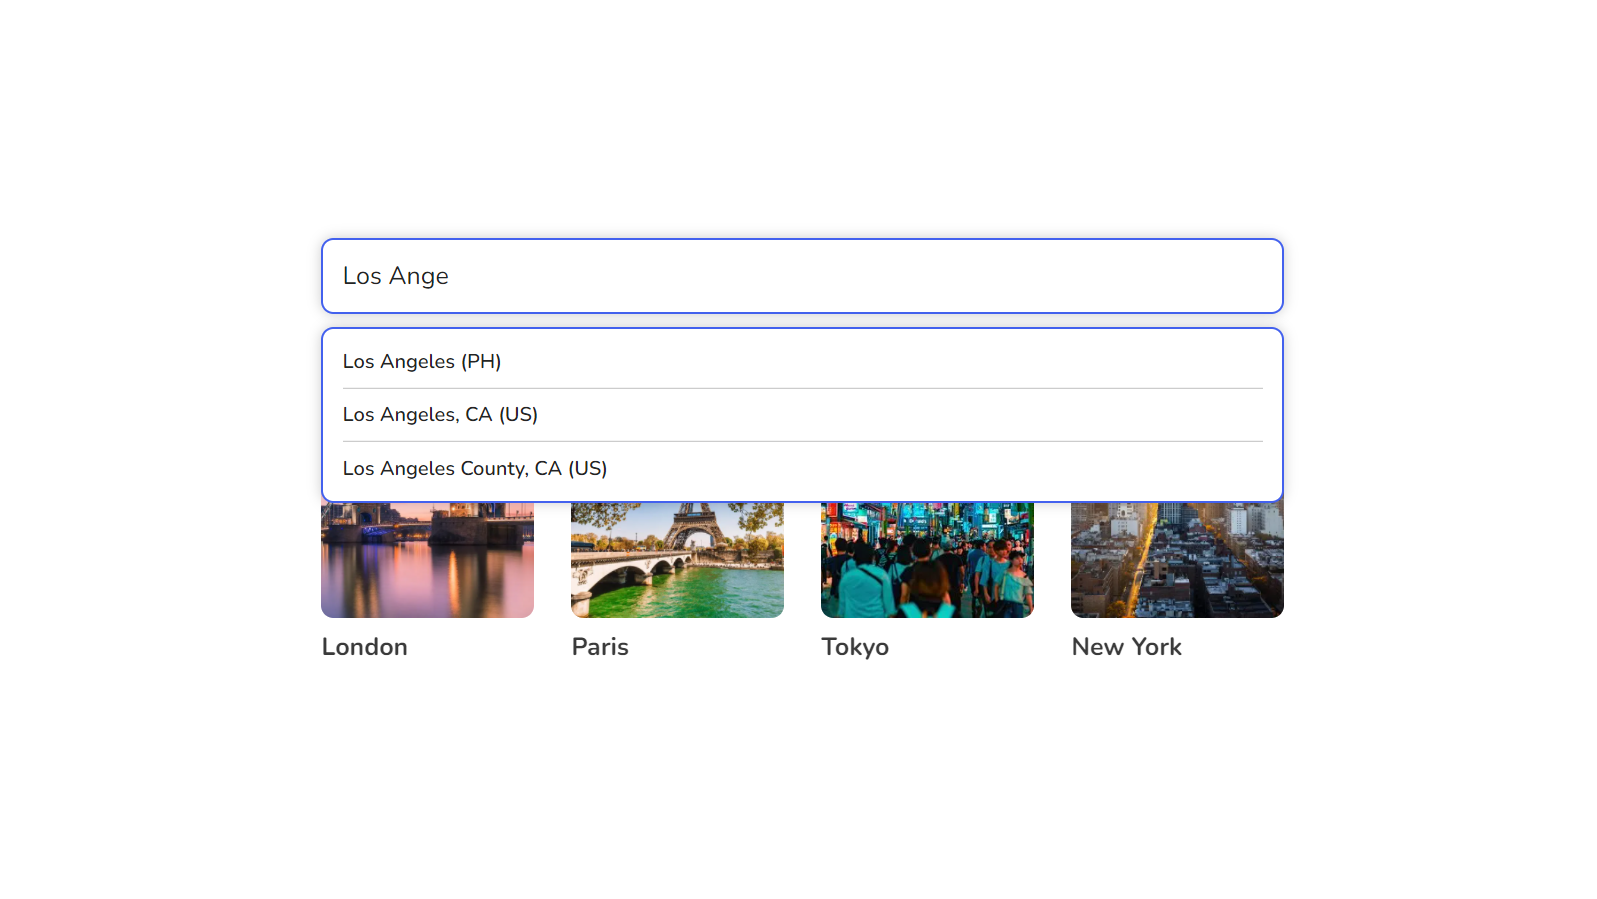 Los Ange
Los Angeles (PH)
Los Angeles, CA (US)
Los Angeles County, CA (US)
London
Paris
Tokyo
New York